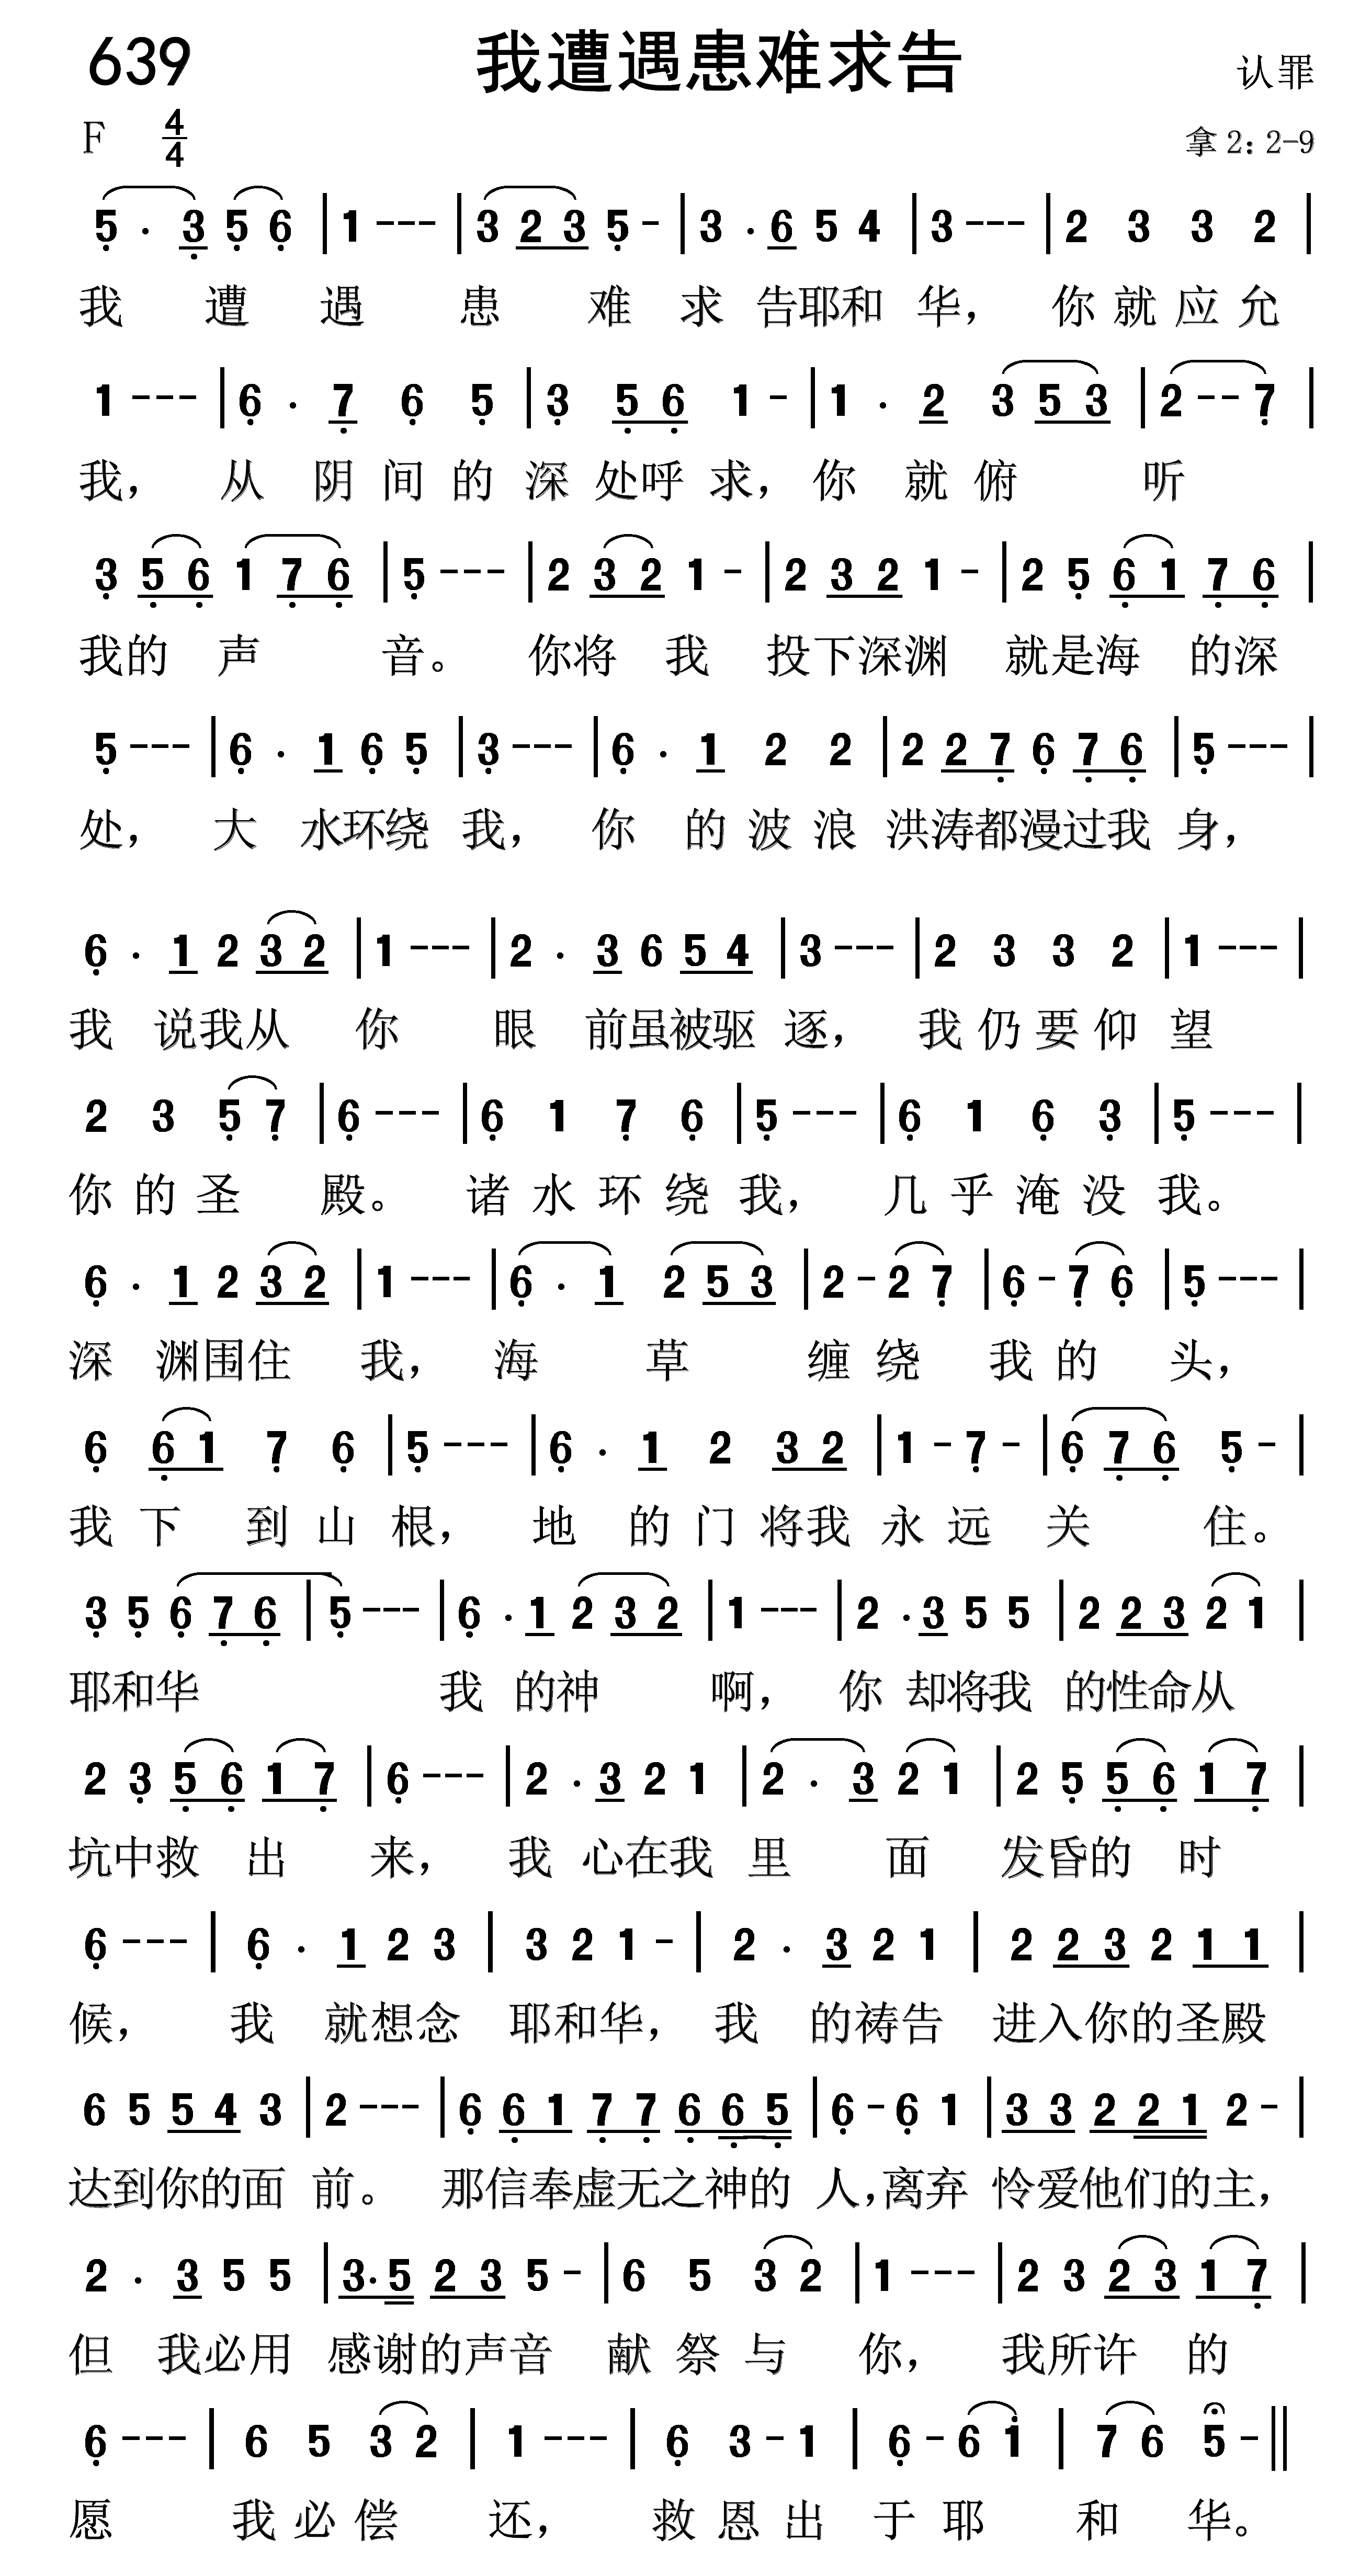 639 我遭遇患难求告 认罪
F 4/4 拿2：2-9
5 · 3 5 6 | 1 - - - | 3 2 3 5 - | 3 · 6 5 4 | 3 - - - | 2 3 3 2 |
我 遭 遇 患 难 求 告耶和 华， 你 就 应 允
1 - - - | 6 · 7 6 5 | 3 5 6 1 - | 1 · 2 3 5 3 | 2 - - 7 |
我， 从 阴 间 的 深 处呼 求， 你 就 俯 听
3 5 6 1 7 6 | 5 - - - | 2 3 2 1 - | 2 3 2 1 - | 2 5 6 1 7 6 |
我的 声 音。 你将 我 投下深渊 就是海 的深
5 - - - | 6 · 1 6 5 | 3 - - - | 6 · 1 2 2 | 2 2 7 6 7 6 | 5 - - - |
处， 大 水环绕 我， 你 的 波 浪 洪涛都漫过我 身，
6 · 1 2 3 2 | 1 - - - | 2 · 3 6 5 4 | 3 - - - | 2 3 3 2 | 1 - - - |
我 说我从 你 眼 前虽被驱 逐， 我 仍 要 仰 望
2 3 5 7 | 6 - - - | 6 1 7 6 | 5 - - - | 6 1 6 3 | 5 - - - |
你 的 圣 殿。 诸 水 环 绕 我， 几 乎 淹 没 我。
6 · 1 2 3 2 | 1 - - - | 6 · 1 2 5 3 | 2 - 2 7 | 6 - 7 6 | 5 - - - |
深 渊围住 我， 海 草 缠 绕 我 的 头，
6 6 1 7 6 | 5 - - - | 6 · 1 2 3 2 | 1 - 7 - | 6 7 6 5 - |
我 下 到 山 根， 地 的 门 将我 永 远 关 住。
3 5 6 7 6 | 5 - - - | 6 · 1 2 3 2 | 1 - - - | 2 · 3 5 5 | 2 2 3 2 1 |
耶和华 我 的神 啊， 你 却将我 的性命从
2 3 5 6 1 7 | 6 - - - | 2 · 3 2 1 | 2 · 3 2 1 | 2 5 5 6 1 7 |
坑中救 出 来， 我 心在我 里 面 发昏的 时
6 - - - | 6 · 1 2 3 | 3 2 1 - | 2 · 3 2 1 | 2 2 3 2 1 1 |
候， 我 就想念 耶和华， 我 的祷告 进入你的圣殿
6 5 5 4 3 | 2 - - - | 6 6 1 7 7 6 6 5 | 6 - 6 1 | 3 3 2 2 1 2 - |
达到你的面 前。 那信奉虚无之神的 人，离弃 怜爱他们的主，
2 · 3 5 5 | 3· 5 2 3 5 - | 6 5 3 2 | 1 - - - | 2 3 2 3 1 7 |
但 我必用 感谢的声音 献 祭 与 你， 我所许 的
6 - - - | 6 5 3 2 | 1 - - - | 6 3 - 1 | 6 - 6 1 | 7 6 5 - ||
愿 我 必 偿 还， 救 恩 出 于 耶 和 华。